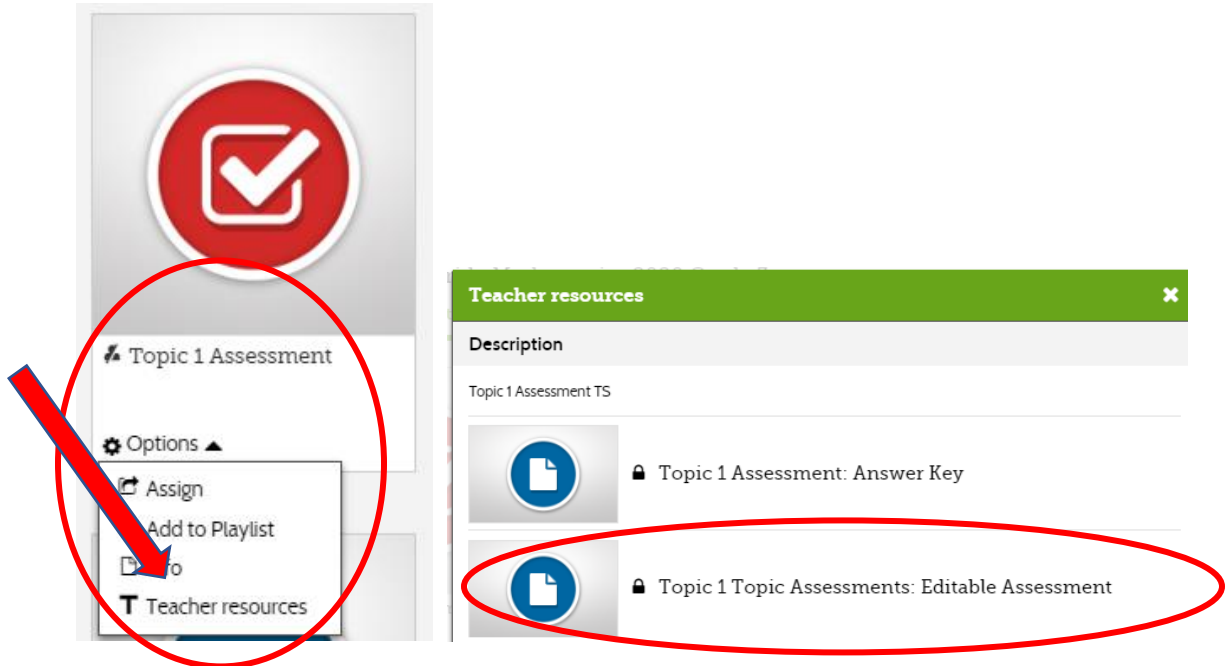 Topic 1 Assessment
Options
Assign
Add to Playlist
T Teacher resources
Teacher resources
Description
Topic 1 Assessment TS
Topic 1 Assessment: Answer Key
Topic 1 Topic Assessments: Editable Assessment